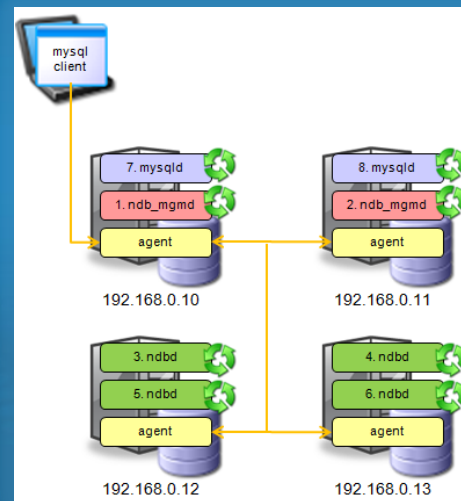 mysql
client
7. mysqld
1. ndb_mgmd
agent
192.168.0.10
8. mysqld
2. ndb_mgmd
agent
192.168.0.11
3. ndbd
5. ndbd
agent
192.168.0.12
4. ndbd
6. ndbd
agent
192.168.0.13